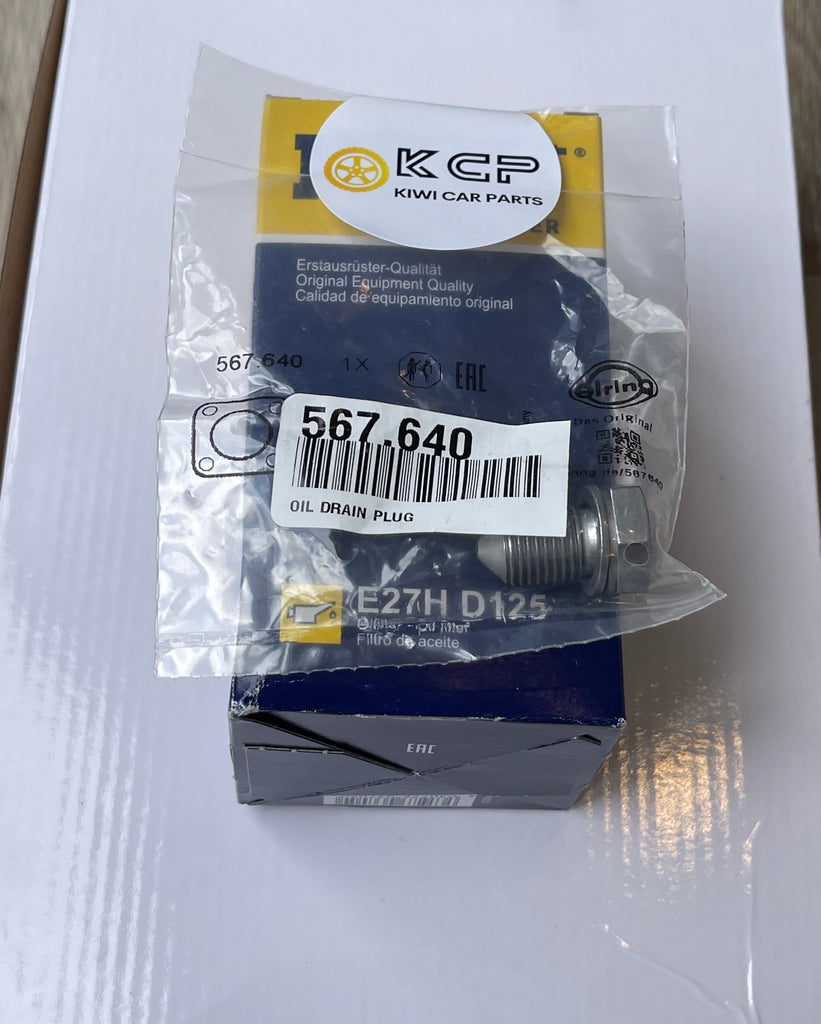 KCP
KIWI CAR PARTS
Erstausrüster-Qualität
Original Equipment Quality
Calidad de equipamiento original
567.640 1X EAC
elring
Das Original
567.640
OIL DRAIN PLUG
E27H D125
Filtro de aceite
EAC